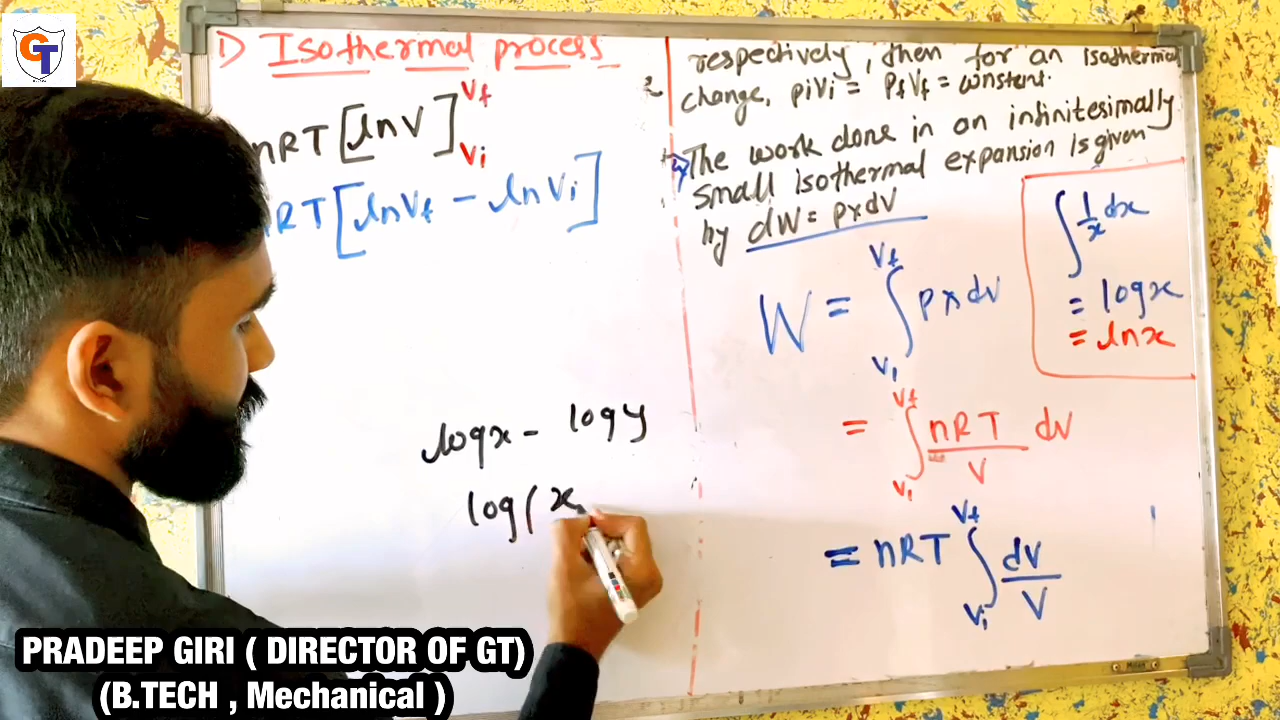 GT
1) Isothermal process
nRT[lnV]
Vf
Vi
RT[lnVf - lnVi]
logx - logy
log(x
respectively, then for an isothermal
change, piVi = PfVf = constent.
The work done in an infinitesimally
small isothermal expansion is given
by dW = p×dV
W = ∫ p×dV
Vf
Vi
= ∫ nRT/V dV
Vf
Vi
= nRT ∫ dV/V
Vf
Vi
∫ 1/x dx
= logx
= lnx
PRADEEP GIRI ( DIRECTOR OF GT)
(B.TECH , Mechanical )